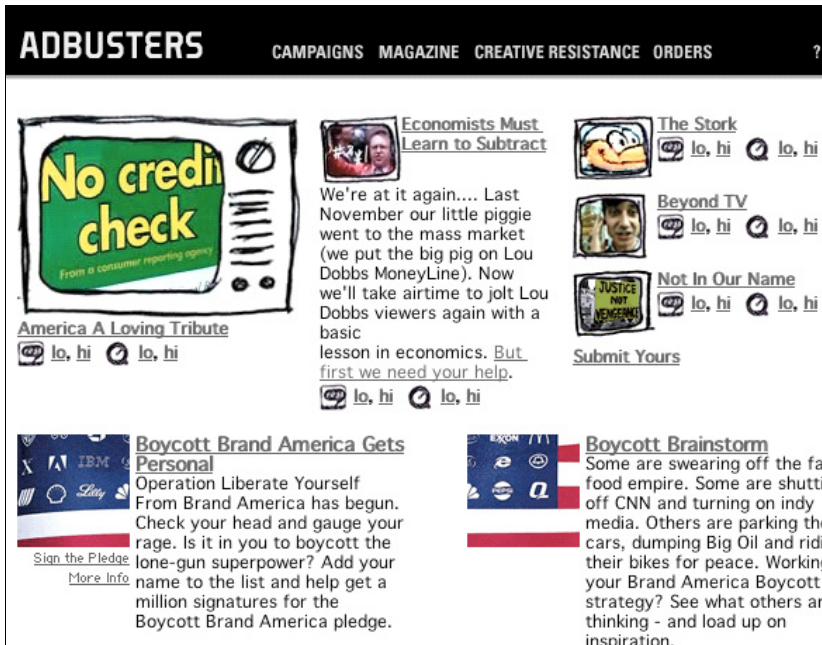 ADBUSTERS
CAMPAIGNS MAGAZINE CREATIVE RESISTANCE ORDERS ?
No credit
check
From a consumer reporting agency
America A Loving Tribute
lo, hi lo, hi
Economists Must
Learn to Subtract
We're at it again.... Last
November our little piggie
went to the mass market
(we put the big pig on Lou
Dobbs MoneyLine). Now
we'll take airtime to jolt Lou
Dobbs viewers again with a
basic
lesson in economics. But
first we need your help.
lo, hi lo, hi
The Stork
lo, hi lo, hi
Beyond TV
lo, hi lo, hi
JUSTICE
NOT
VENGEANCE
Not In Our Name
lo, hi lo, hi
Submit Yours
IBM
Lilly
Sign the Pledge
More Info
Boycott Brand America Gets
Personal
Operation Liberate Yourself
From Brand America has begun.
Check your head and gauge your
rage. Is it in you to boycott the
lone-gun superpower? Add your
name to the list and help get a
million signatures for the
Boycott Brand America pledge.
EXXON
PEPSI
Boycott Brainstorm
Some are swearing off the fa
food empire. Some are shutti
off CNN and turning on indy
media. Others are parking the
cars, dumping Big Oil and ridi
their bikes for peace. Working
your Brand America Boycott
strategy? See what others ar
thinking - and load up on
inspiration.